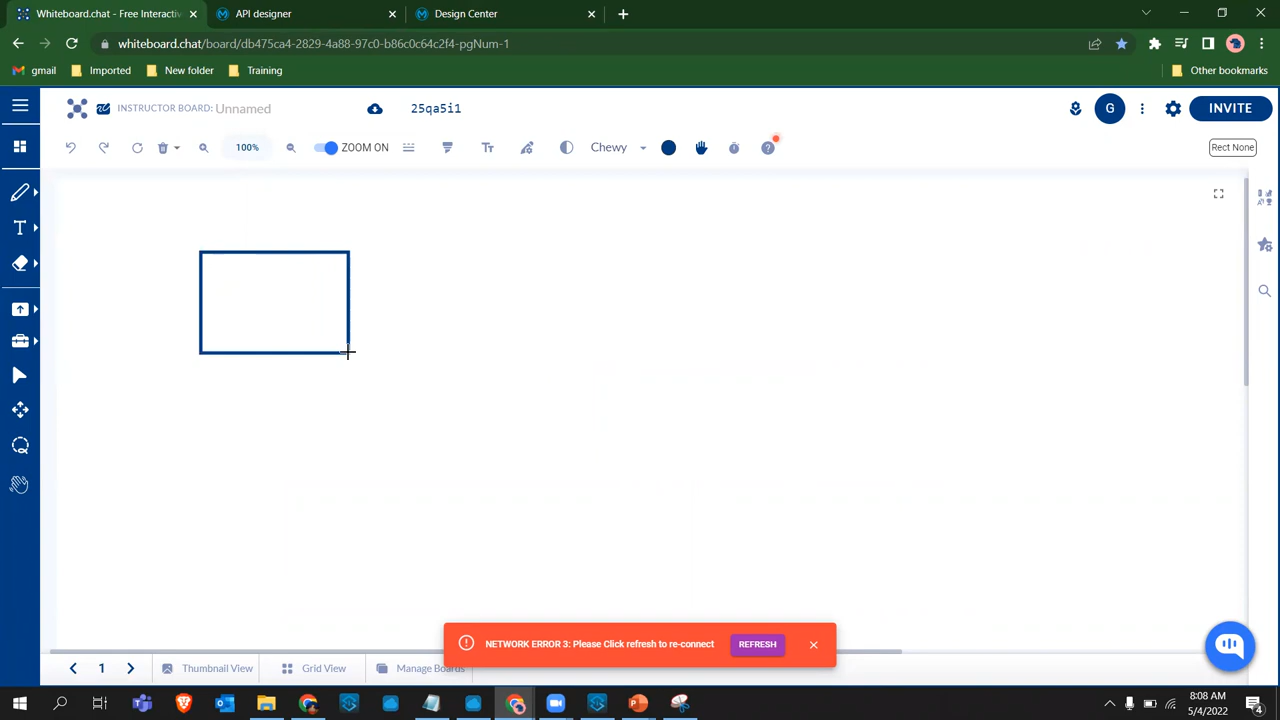 Whiteboard.chat - Free Interactiv
API designer
Design Center
whiteboard.chat/board/db475ca4-2829-4a88-97c0-b86c0c64c2f4-pgNum-1
gmail
Imported
New folder
Training
Other bookmarks
INSTRUCTOR BOARD: Unnamed
25qa5i1
G
INVITE
100%
ZOOM ON
Tt
Chewy
?
Rect None
T
NETWORK ERROR 3: Please Click refresh to re-connect
REFRESH
1
Thumbnail View
Grid View
Manage Boards
8:08 AM
5/4/2022
4